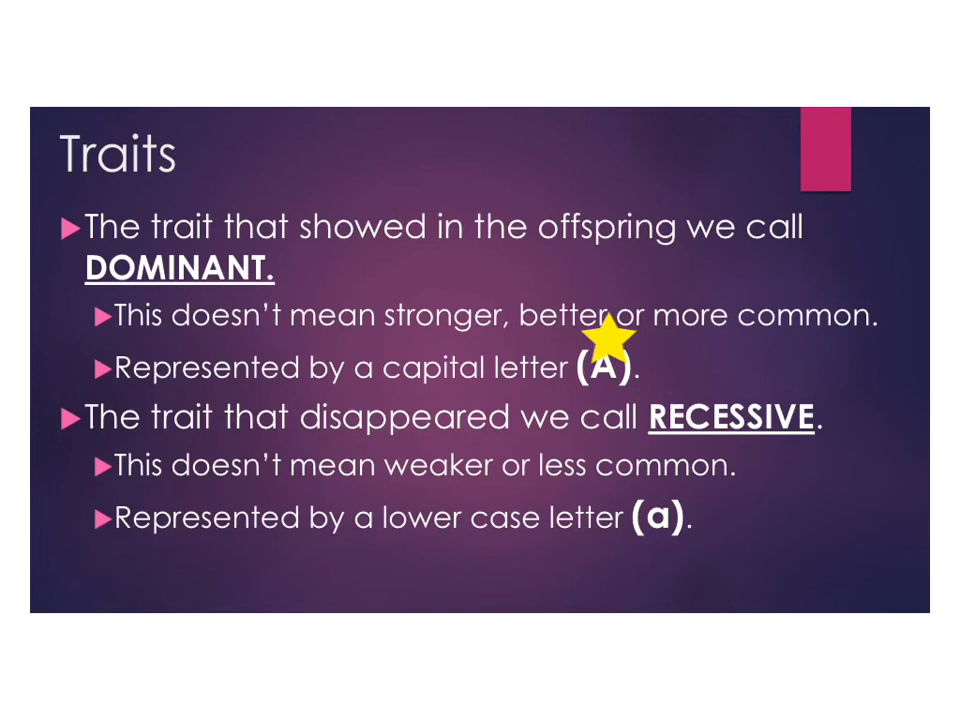 Traits
The trait that showed in the offspring we call
DOMINANT.
This doesn't mean stronger, better or more common.
Represented by a capital letter (A).
The trait that disappeared we call RECESSIVE.
This doesn't mean weaker or less common.
Represented by a lower case letter (a).